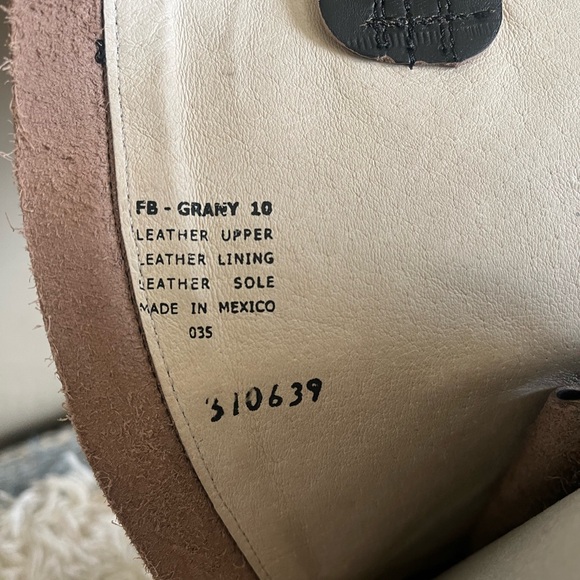 FB - GRANY 10
LEATHER UPPER
LEATHER LINING
LEATHER SOLE
MADE IN MEXICO
035
310639